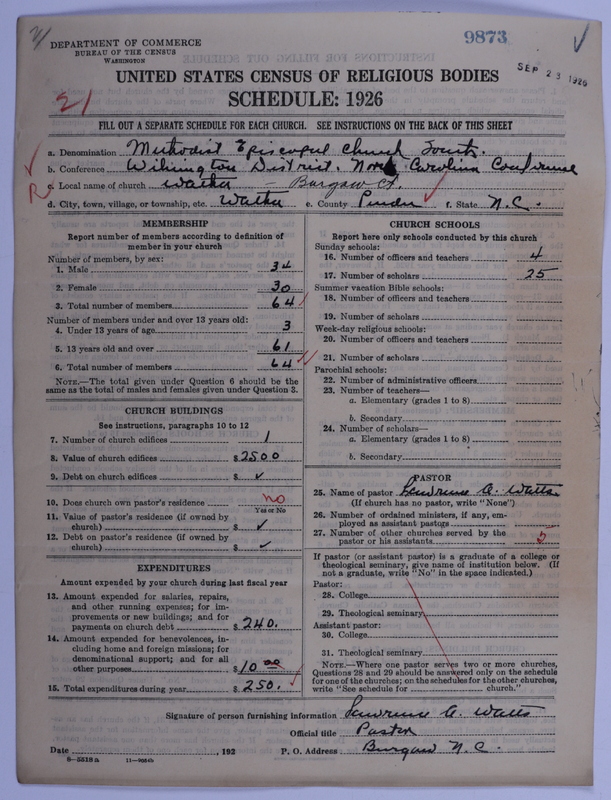 9873
DEPARTMENT OF COMMERCE
BUREAU OF THE CENSUS
WASHINGTON
SEP 23 1926
UNITED STATES CENSUS OF RELIGIOUS BODIES
SCHEDULE: 1926
21
FILL OUT A SEPARATE SCHEDULE FOR EACH CHURCH. SEE INSTRUCTIONS ON THE BACK OF THIS SHEET
a. Denomination Methodist Episcopal Church South.
b. Conference Wilmington District. North Carolina Conference
R c. Local name of church Watha - Burgaw Ct.
d. City, town, village, or township, etc. Watha e. County Pender f. State N.C.
MEMBERSHIP
Report number of members according to definition of member in your church
Number of members, by sex:
1. Male 34
2. Female 30
3. Total number of members 64
Number of members under and over 13 years old:
4. Under 13 years of age 3
5. 13 years old and over 61
6. Total number of members 64
NOTE.—The total given under Question 6 should be the
same as the total of males and females given under Question 3.
CHURCH BUILDINGS
See instructions, paragraphs 10 to 12
7. Number of church edifices 1
8. Value of church edifices $2500
9. Debt on church edifices $ ✓
10. Does church own pastor's residence no
Yes or No
11. Value of pastor's residence (if owned by
church) $ ✓
12. Debt on pastor's residence (if owned by
church) $ ✓
EXPENDITURES
Amount expended by your church during last fiscal year
13. Amount expended for salaries, repairs,
and other running expenses; for im-
provements or new buildings; and for
payments on church debt $240.
14. Amount expended for benevolences, in-
cluding home and foreign missions; for
denominational support; and for all
other purposes $10 00
15. Total expenditures during year $250.
CHURCH SCHOOLS
Report here only schools conducted by this church
Sunday schools:
16. Number of officers and teachers 4
17. Number of scholars 25
Summer vacation Bible schools:
18. Number of officers and teachers
19. Number of scholars
Week-day religious schools:
20. Number of officers and teachers
21. Number of scholars
Parochial schools:
22. Number of administrative officers
23. Number of teachers—
a. Elementary (grades 1 to 8)
b. Secondary
24. Number of scholars—
a. Elementary (grades 1 to 8)
b. Secondary
PASTOR
25. Name of pastor Lawrence A. Watts
(If church has no pastor, write "None")
26. Number of ordained ministers, if any, em-
ployed as assistant pastors
27. Number of other churches served by the
pastor or his assistants 5
If pastor (or assistant pastor) is a graduate of a college or
theological seminary, give name of institution below. (If
not a graduate, write "No" in the space indicated.)
Pastor:
28. College
29. Theological seminary
Assistant pastor:
30. College
31. Theological seminary
NOTE.—Where one pastor serves two or more churches,
Questions 28 and 29 should be answered only on the schedule
for one of the churches; on the schedules for the other churches,
write "See schedule for church."
Signature of person furnishing information Lawrence A. Watts
Official title Pastor
Date , 192 P. O. Address Burgaw N.C.
8—5518 a 11—9054b